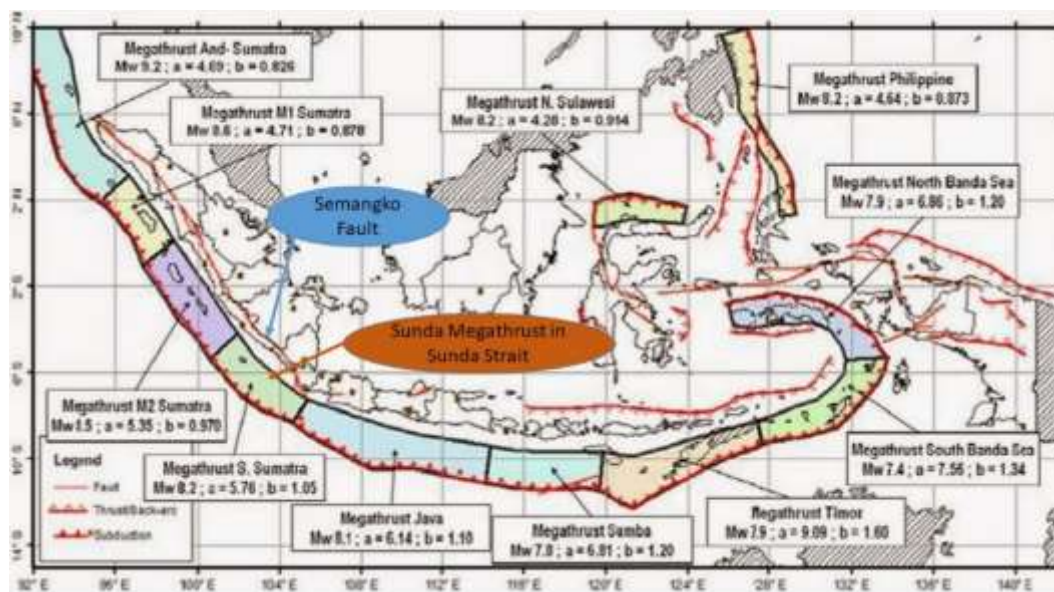 Megathrust And- Sumatra
Mw 9.2 ; a = 4.69 ; b = 0.826
Megathrust M1 Sumatra
Mw 8.6 ; a = 4.71 ; b = 0.878
Megathrust N. Sulawesi
Mw 8.2 ; a = 4.28 ; b = 0.914
Megathrust Philippine
Mw 8.2 ; a = 4.64 ; b = 0.873
Megathrust North Banda Sea
Mw 7.9 ; a = 6.86 ; b = 1.20
Semangko
Fault
Sunda Megathrust in
Sunda Strait
Megathrust M2 Sumatra
Mw 8.5 ; a = 5.35 ; b = 0.970
Megathrust S. Sumatra
Mw 8.2 ; a = 5.76 ; b = 1.05
Megathrust Java
Mw 8.1 ; a = 6.14 ; b = 1.10
Megathrust Sumba
Mw 7.8 ; a = 6.81 ; b = 1.20
Megathrust Timor
Mw 7.9 ; a = 9.09 ; b = 1.60
Megathrust South Banda Sea
Mw 7.4 ; a = 7.56 ; b = 1.34
Legend
Fault
Thrust/Backarc
Subduction
92° E 96° E 100° E 104° E 108° E 112° E 116° E 120° E 124° E 128° E 132° E 136° E 140° E